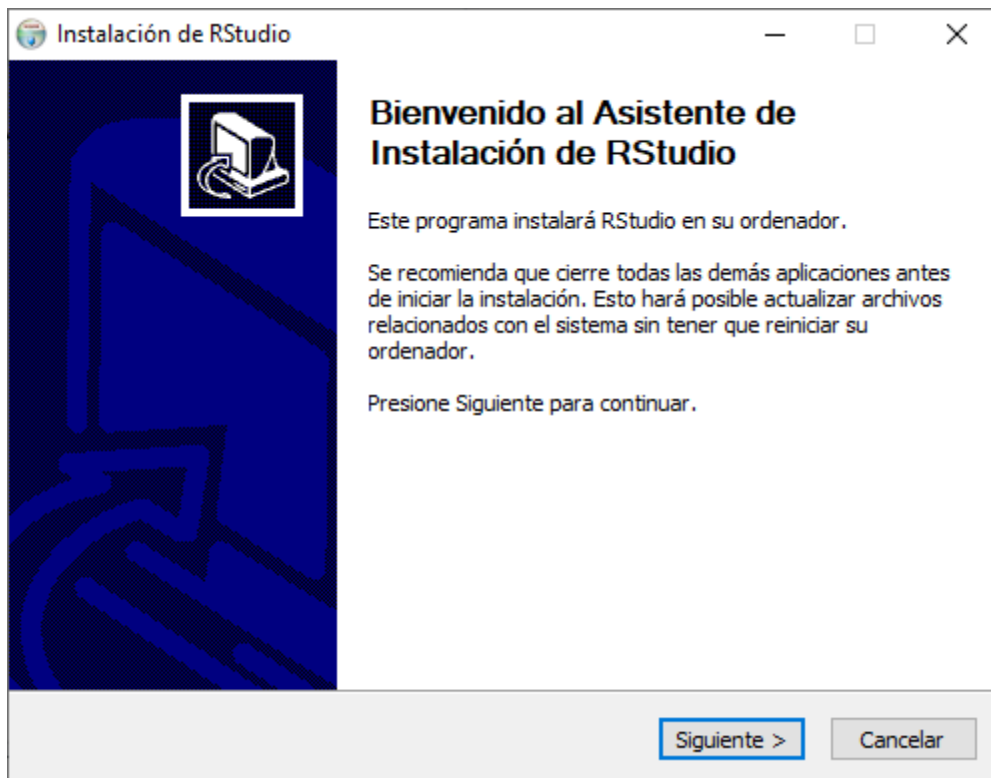 Instalación de RStudio
Bienvenido al Asistente de
Instalación de RStudio
Este programa instalará RStudio en su ordenador.
Se recomienda que cierre todas las demás aplicaciones antes
de iniciar la instalación. Esto hará posible actualizar archivos
relacionados con el sistema sin tener que reiniciar su
ordenador.
Presione Siguiente para continuar.
Siguiente >
Cancelar